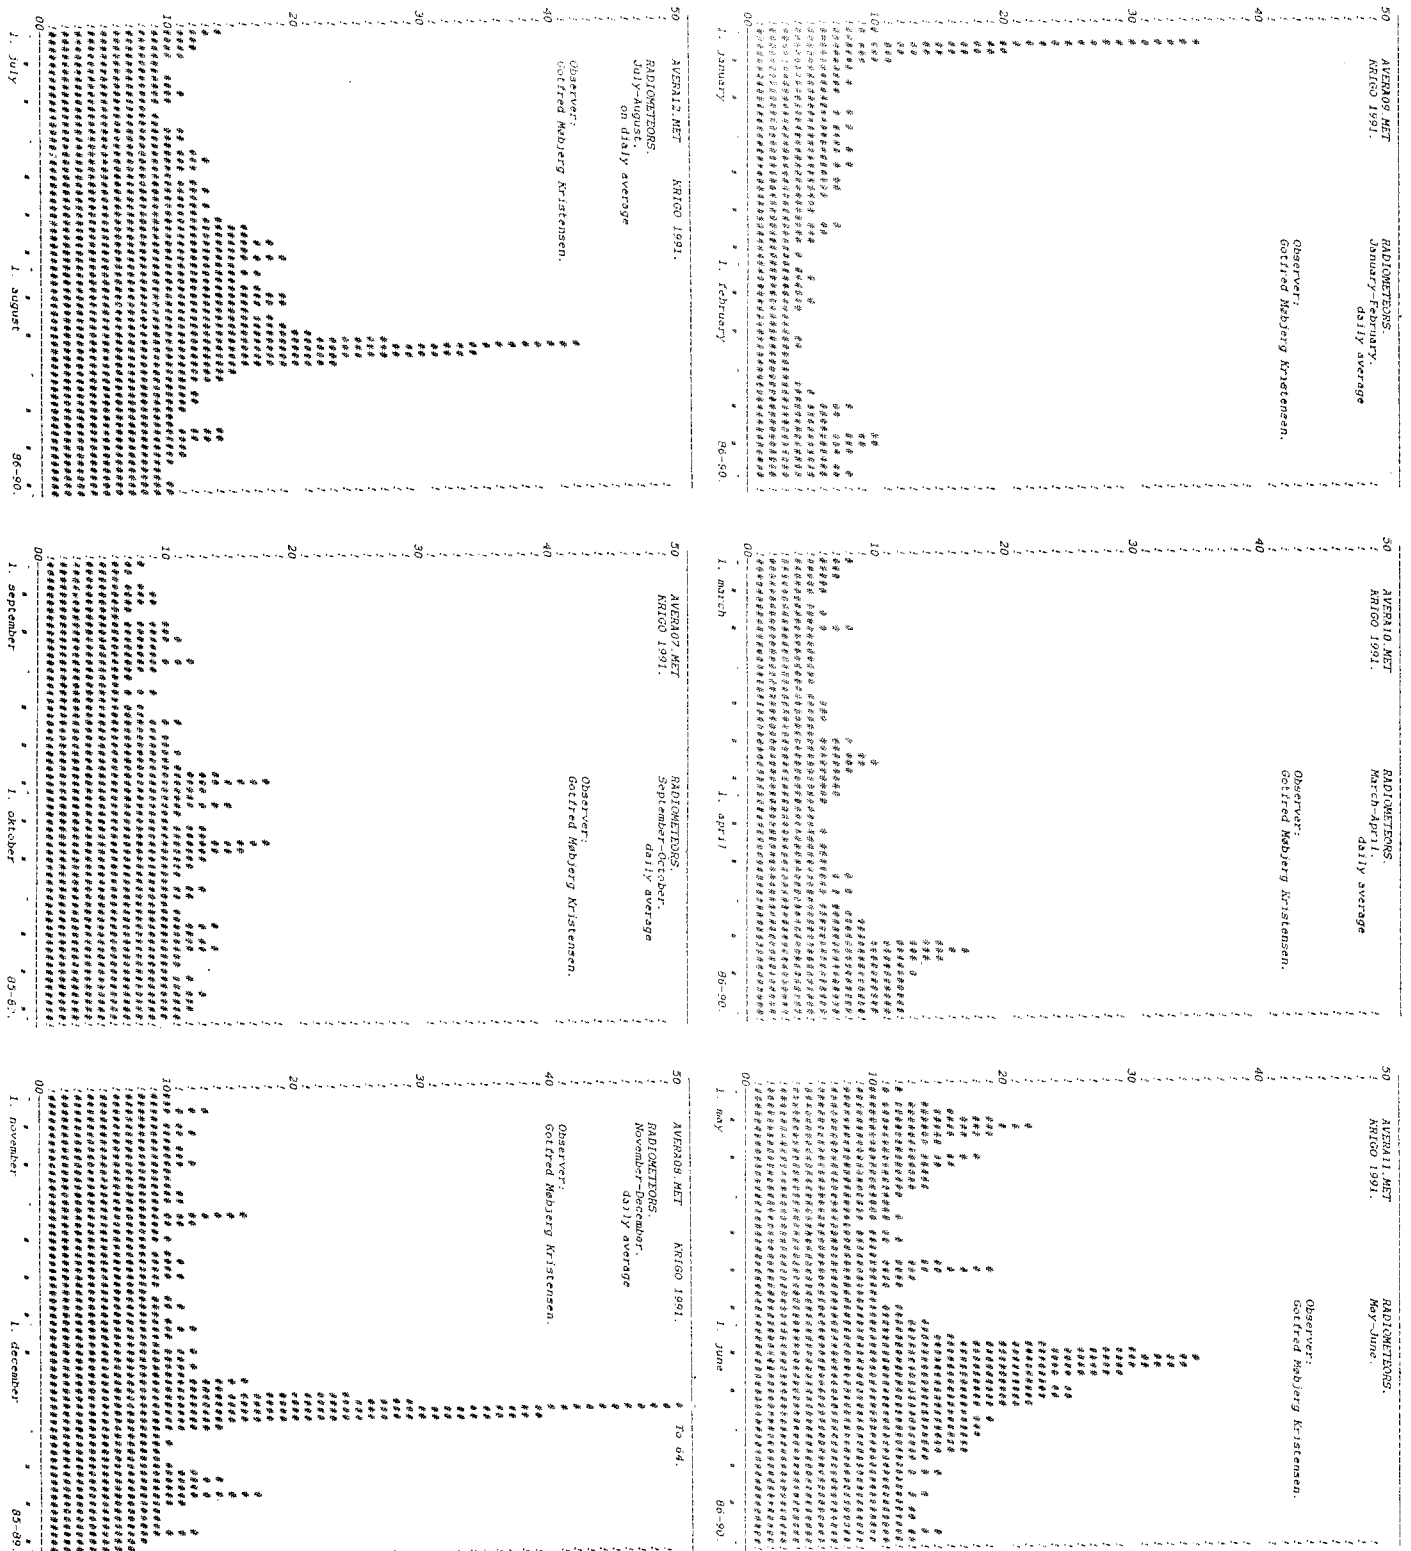 AVERA09.MET
KRIGO 1991.
RADIOMETEORS.
January-February.
daily average
Observer:
Gotfred Møbjerg Kristensen.
50
40
30
20
10
00
1. january
1. february
86-90.
AVERA10.MET
KRIGO 1991.
RADIOMETEORS.
March-April.
daily average
Observer:
Gotfred Møbjerg Kristensen.
50
40
30
20
10
00
1. march
1. april
86-90.
AVERA11.MET
KRIGO 1991.
RADIOMETEORS.
May-June.
Observer:
Gotfred Møbjerg Kristensen.
50
40
30
20
10
00
1. may
1. june
86-90.
AVERA12.MET KRIGO 1991.
RADIOMETEORS.
July-August.
on dialy average
Observer:
Gotfred Møbjerg Kristensen.
50
40
30
20
10
00
1. july
1. august
86-90.
AVERA07.MET
KRIGO 1991.
RADIOMETEORS.
September-October.
daily average
Observer:
Gotfred Møbjerg Kristensen.
50
40
30
20
10
00
1. september
1. oktober
AVERA08.MET KRIGO 1991.
RADIOMETEORS.
November-December.
daily average
To 64.
Observer:
Gotfred Møbjerg Kristensen.
50
40
30
20
10
00
1. november
1. december
85-89.